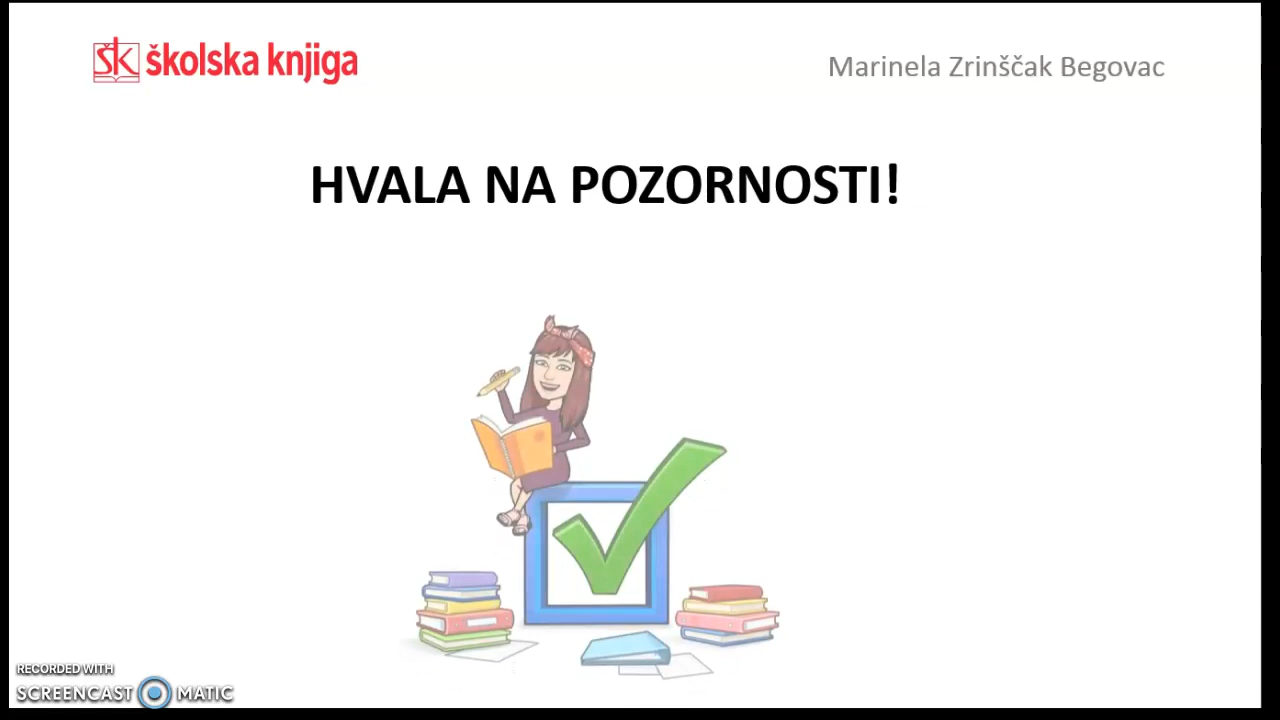 ŠK školska knjiga
Marinela Zrinščak Begovac
HVALA NA POZORNOSTI!
RECORDED WITH
SCREENCAST MATIC